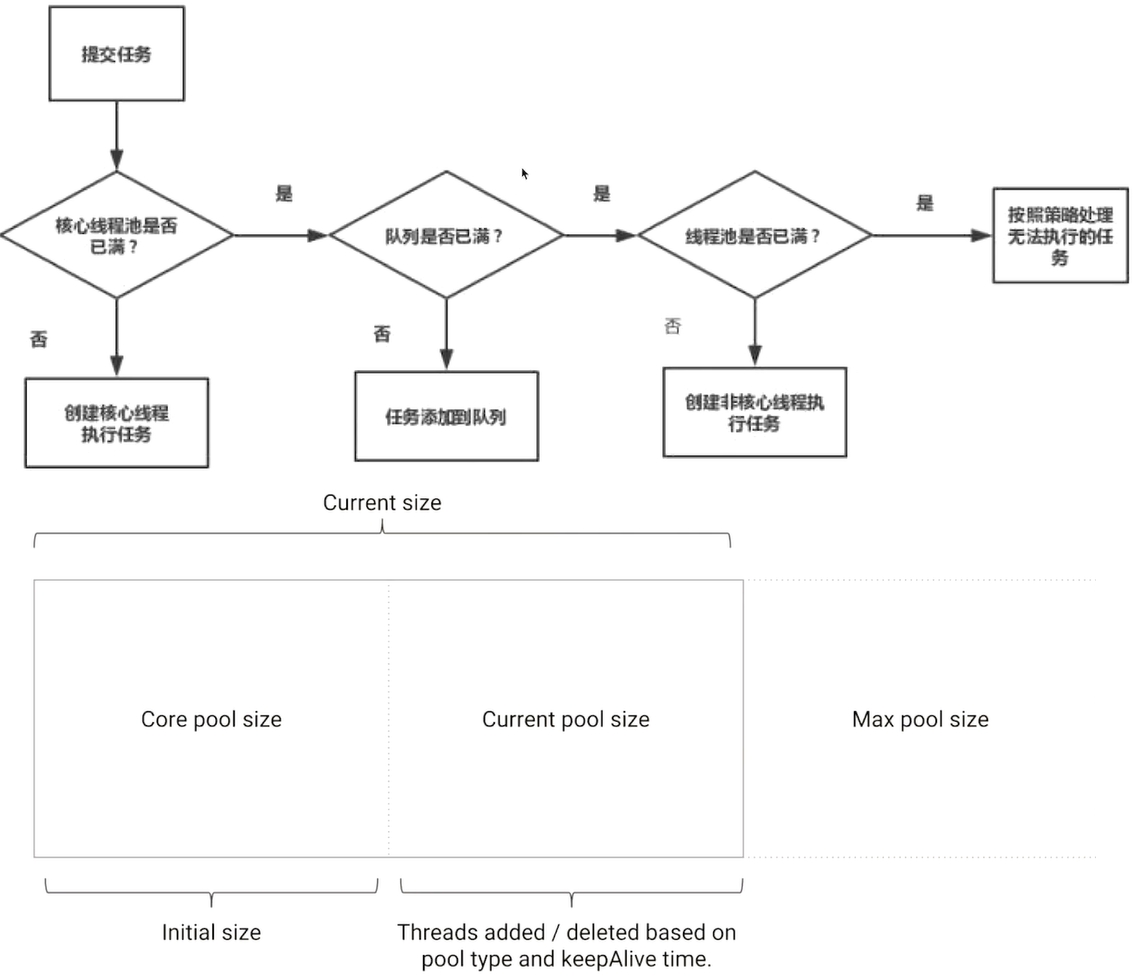 提交任务
是
是
是
核心线程池是否
已满？
队列是否已满？
线程池是否已满？
按照策略处理
无法执行的任
务
否
否
否
创建核心线程
执行任务
任务添加到队列
创建非核心线程执
行任务
Current size
Core pool size
Current pool size
Max pool size
Initial size
Threads added / deleted based on
pool type and keepAlive time.